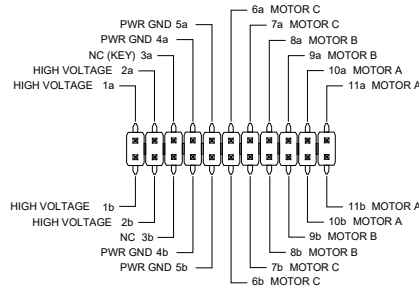 6a MOTOR C
PWR GND 5a
7a MOTOR C
PWR GND 4a
8a MOTOR B
NC (KEY) 3a
9a MOTOR B
HIGH VOLTAGE 2a
10a MOTOR A
HIGH VOLTAGE 1a
11a MOTOR A
HIGH VOLTAGE 1b
11b MOTOR A
HIGH VOLTAGE 2b
10b MOTOR A
NC 3b
9b MOTOR B
PWR GND 4b
8b MOTOR B
PWR GND 5b
7b MOTOR C
6b MOTOR C